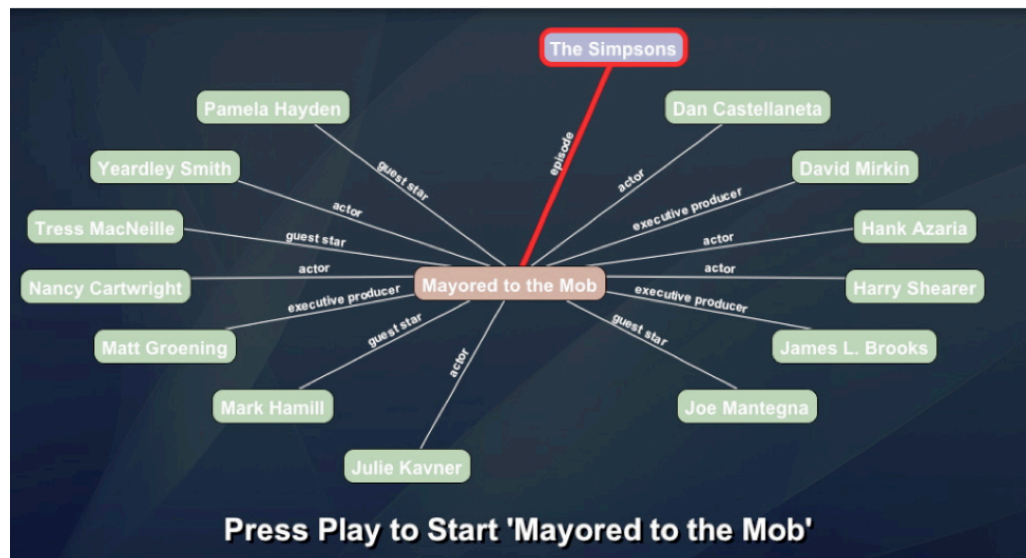 The Simpsons
Pamela Hayden
Dan Castellaneta
guest star
episode
actor
Yeardley Smith
David Mirkin
actor
executive producer
Tress MacNeille
Hank Azaria
guest star
actor
Nancy Cartwright
actor
Mayored to the Mob
actor
Harry Shearer
executive producer
executive producer
Matt Groening
guest star
guest star
James L. Brooks
actor
Mark Hamill
Joe Mantegna
Julie Kavner
Press Play to Start 'Mayored to the Mob'